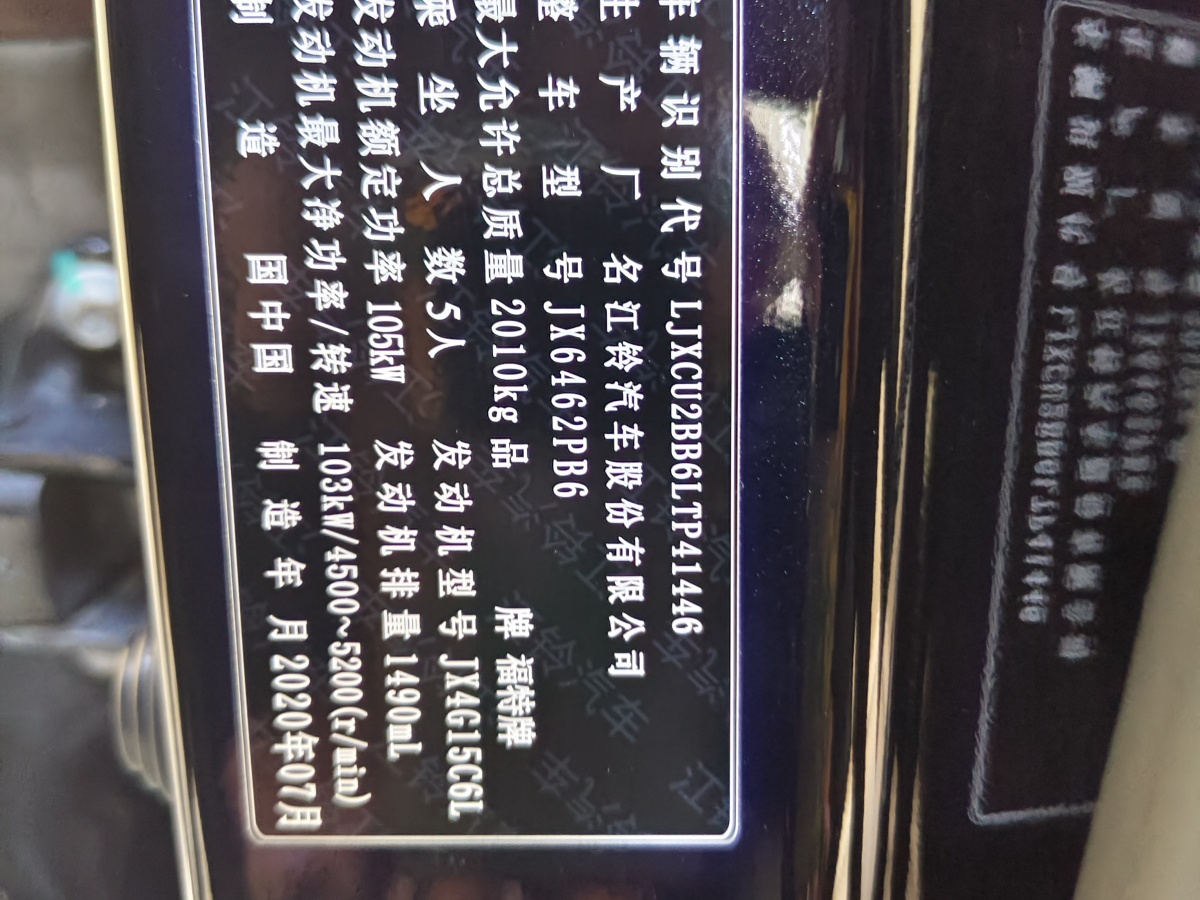 车辆识别代号 LJXCU2BB6LTP41446
生产厂名 江铃汽车股份有限公司
整车型号 JX6462PB6
最大允许总质量 2010kg 品牌 福特牌
乘坐人数 5人 发动机型号 JX4G15C6L
发动机额定功率 105kW 发动机排量 1490mL
发动机最大净功率/转速 103kW/4500~5200(r/min)
制造国 中国 制造年月 2020年07月